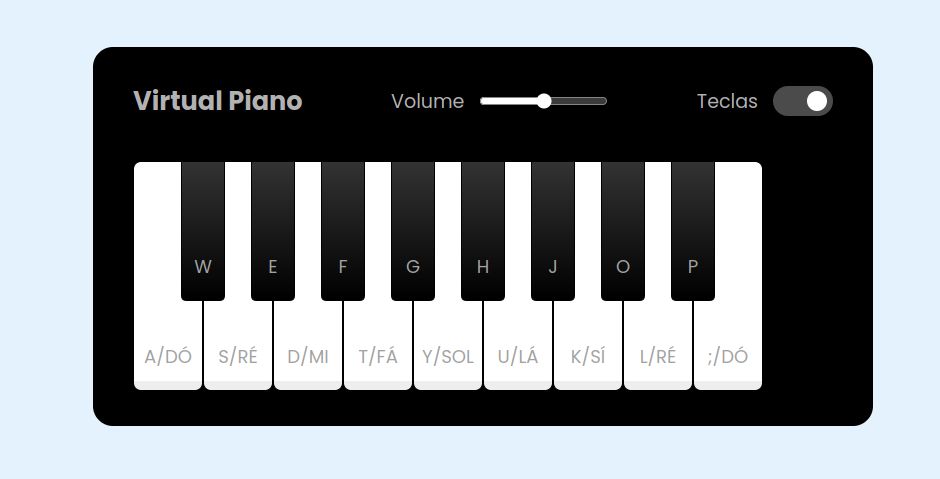 Virtual Piano Volume Teclas
W E F G H J O P
A/DÓ S/RÉ D/MI T/FÁ Y/SOL U/LÁ K/SÍ L/RÉ ;/DÓ